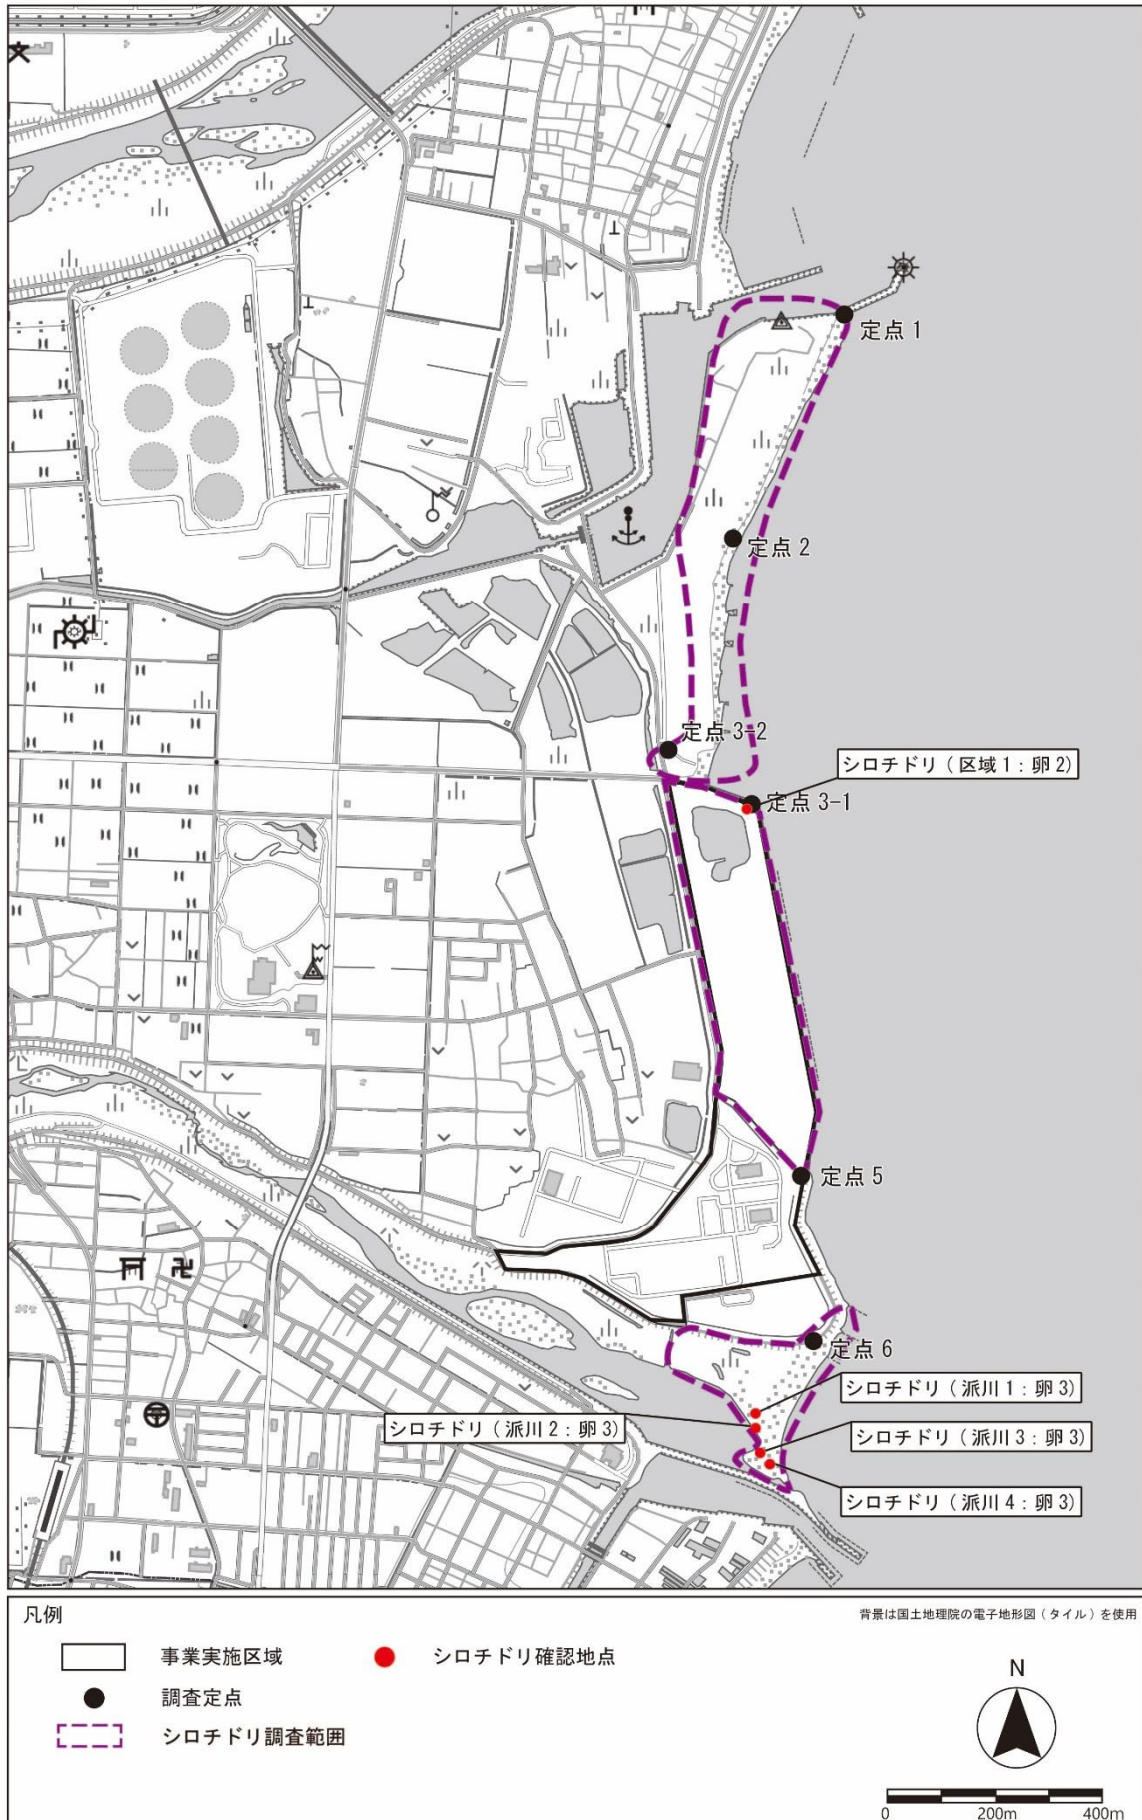 定点 1
定点 2
定点 3-2
シロチドリ（区域 1：卵 2）
定点 3-1
定点 5
定点 6
シロチドリ（派川 1：卵 3）
シロチドリ（派川 2：卵 3）
シロチドリ（派川 3：卵 3）
シロチドリ（派川 4：卵 3）
凡例
背景は国土地理院の電子地形図（タイル）を使用
事業実施区域
シロチドリ確認地点
調査定点
シロチドリ調査範囲
N
0 200m 400m